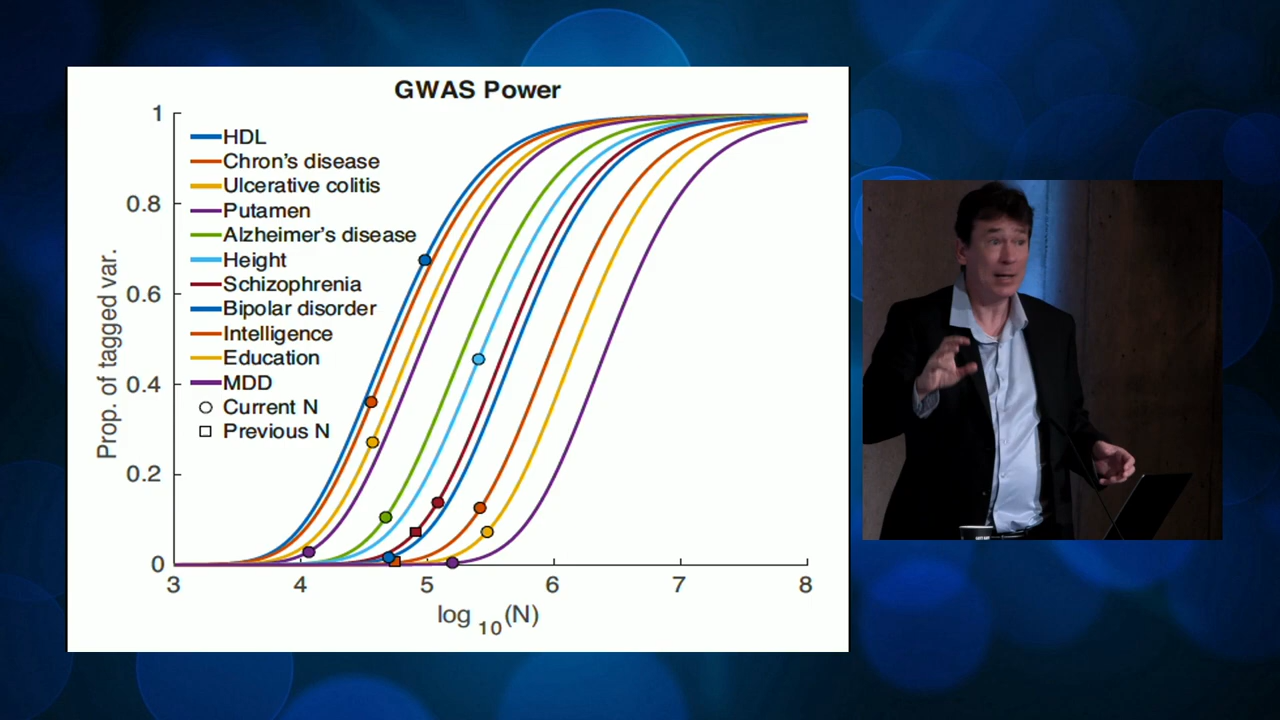 GWAS Power
1
0.8
0.6
0.4
0.2
0
Prop. of tagged var.
HDL
Chron's disease
Ulcerative colitis
Putamen
Alzheimer's disease
Height
Schizophrenia
Bipolar disorder
Intelligence
Education
MDD
Current N
Previous N
3 4 5 6 7 8
log 10 (N)